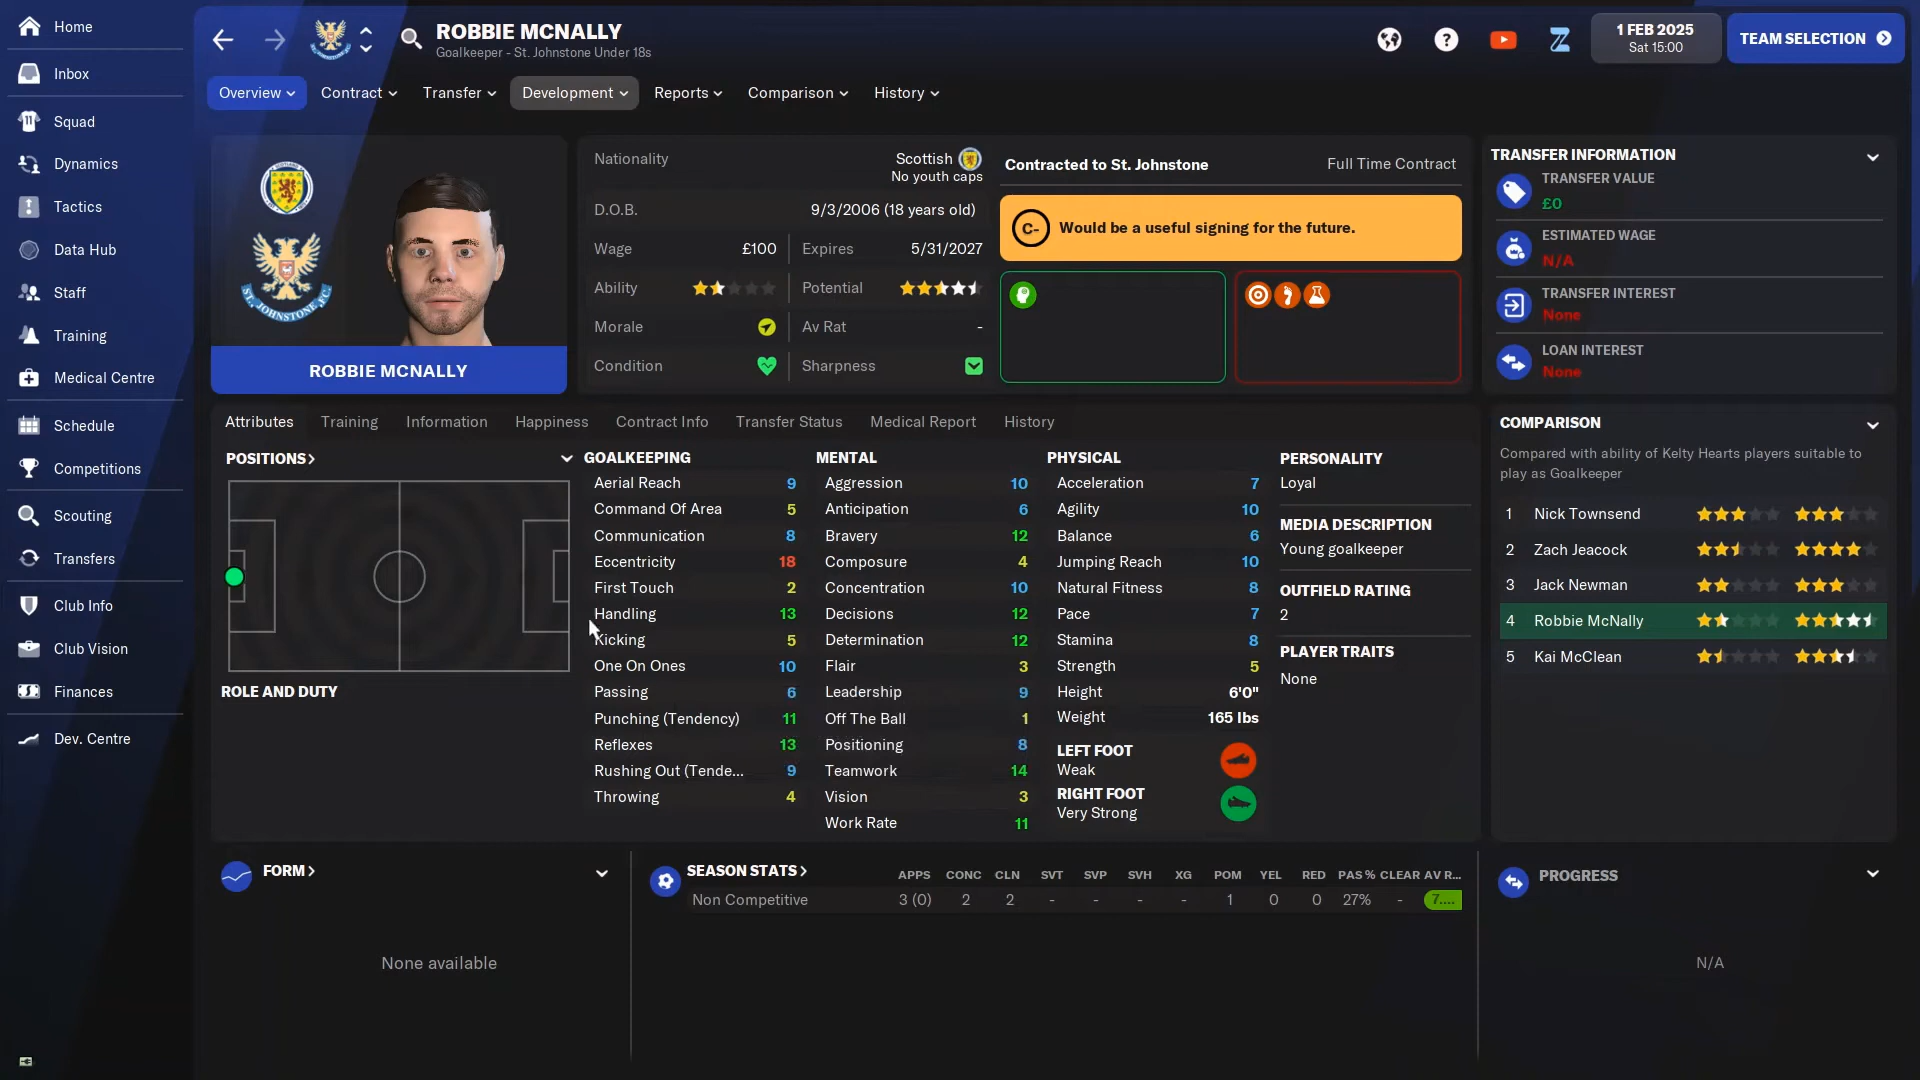 Home
Inbox
Squad
Dynamics
Tactics
Data Hub
Staff
Training
Medical Centre
Schedule
Competitions
Scouting
Transfers
Club Info
Club Vision
Finances
Dev. Centre
ROBBIE MCNALLY
Goalkeeper - St. Johnstone Under 18s
1 FEB 2025
Sat 15:00
TEAM SELECTION
Overview
Contract
Transfer
Development
Reports
Comparison
History
ST. JOHNSTONE F.C.
ROBBIE MCNALLY
Nationality Scottish
No youth caps
D.O.B. 9/3/2006 (18 years old)
Wage £100 Expires 5/31/2027
Ability Potential
Morale Av Rat -
Condition Sharpness
Contracted to St. Johnstone Full Time Contract
C- Would be a useful signing for the future.
TRANSFER INFORMATION
TRANSFER VALUE
£0
ESTIMATED WAGE
N/A
TRANSFER INTEREST
None
LOAN INTEREST
None
Attributes Training Information Happiness Contract Info Transfer Status Medical Report History
POSITIONS>
ROLE AND DUTY
GOALKEEPING
Aerial Reach 9
Command Of Area 5
Communication 8
Eccentricity 18
First Touch 2
Handling 13
Kicking 5
One On Ones 10
Passing 6
Punching (Tendency) 11
Reflexes 13
Rushing Out (Tende... 9
Throwing 4
MENTAL
Aggression 10
Anticipation 6
Bravery 12
Composure 4
Concentration 10
Decisions 12
Determination 12
Flair 3
Leadership 9
Off The Ball 1
Positioning 8
Teamwork 14
Vision 3
Work Rate 11
PHYSICAL
Acceleration 7
Agility 10
Balance 6
Jumping Reach 10
Natural Fitness 8
Pace 7
Stamina 8
Strength 5
Height 6'0"
Weight 165 lbs
LEFT FOOT
Weak
RIGHT FOOT
Very Strong
PERSONALITY
Loyal
MEDIA DESCRIPTION
Young goalkeeper
OUTFIELD RATING
2
PLAYER TRAITS
None
COMPARISON
Compared with ability of Kelty Hearts players suitable to
play as Goalkeeper
1 Nick Townsend
2 Zach Jeacock
3 Jack Newman
4 Robbie McNally
5 Kai McClean
FORM>
None available
SEASON STATS> APPS CONC CLN SVT SVP SVH XG POM YEL RED PAS % CLEAR AV R...
Non Competitive 3 (0) 2 2 - - - - 1 0 0 27% - 7....
PROGRESS
N/A